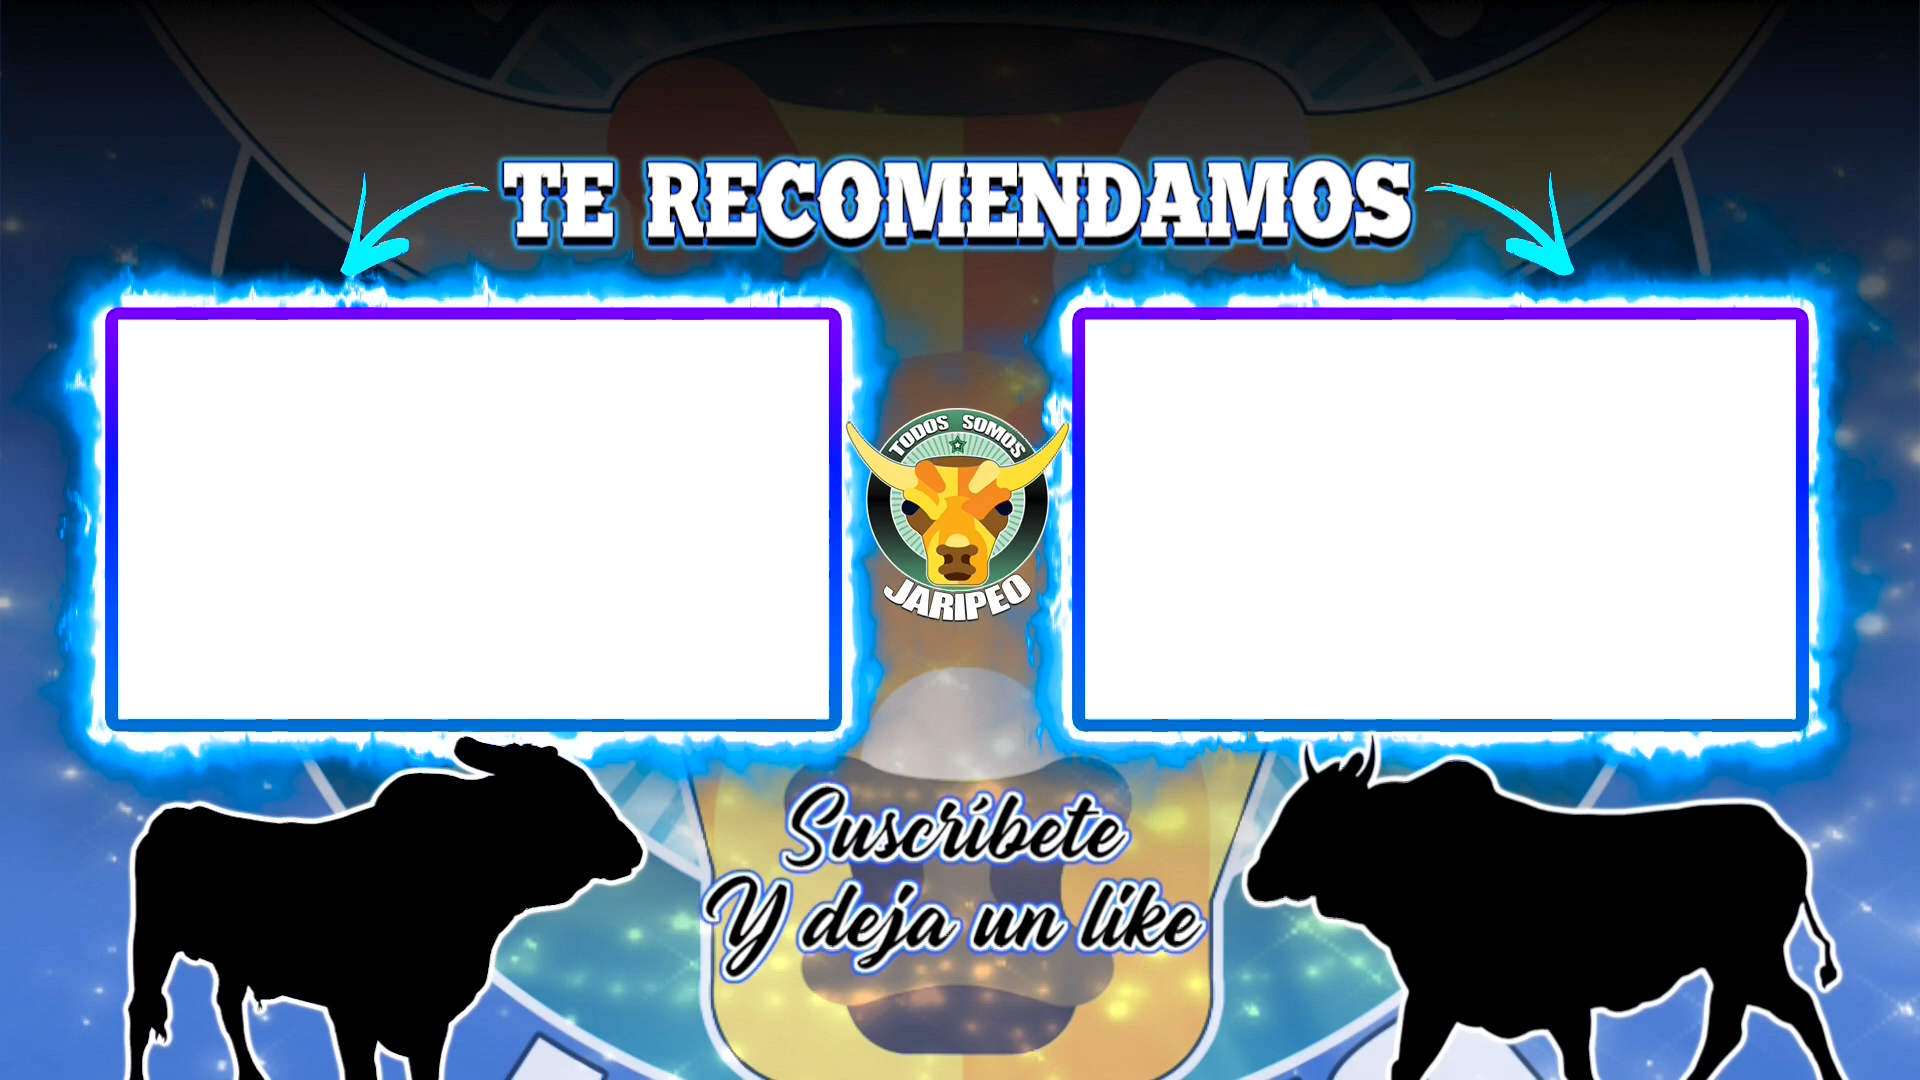 TE RECOMENDAMOS
TODOS SOMOS
JARIPEO
Suscríbete
Y deja un like